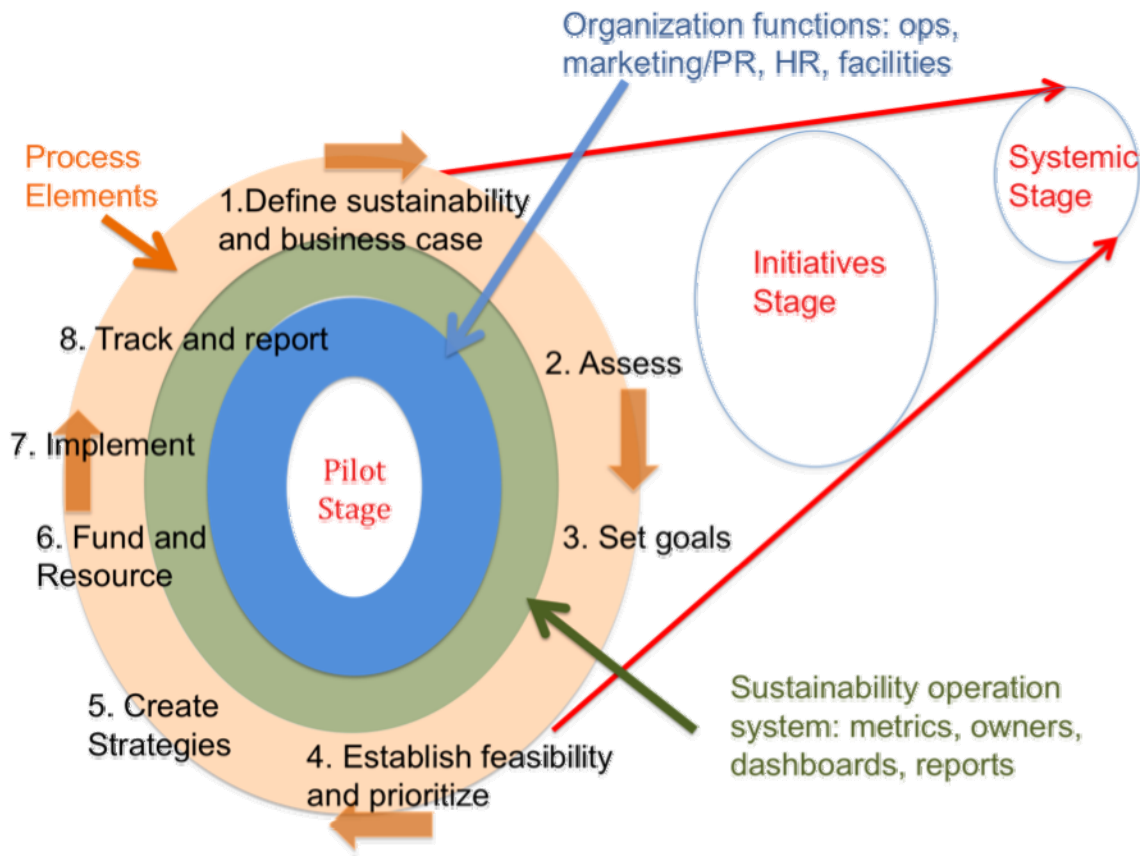 Organization functions: ops,
marketing/PR, HR, facilities
Process
Elements
Systemic
Stage
1.Define sustainability
and business case
Initiatives
Stage
8. Track and report
2. Assess
7. Implement
Pilot
Stage
6. Fund and
Resource
3. Set goals
5. Create
Strategies
4. Establish feasibility
and prioritize
Sustainability operation
system: metrics, owners,
dashboards, reports